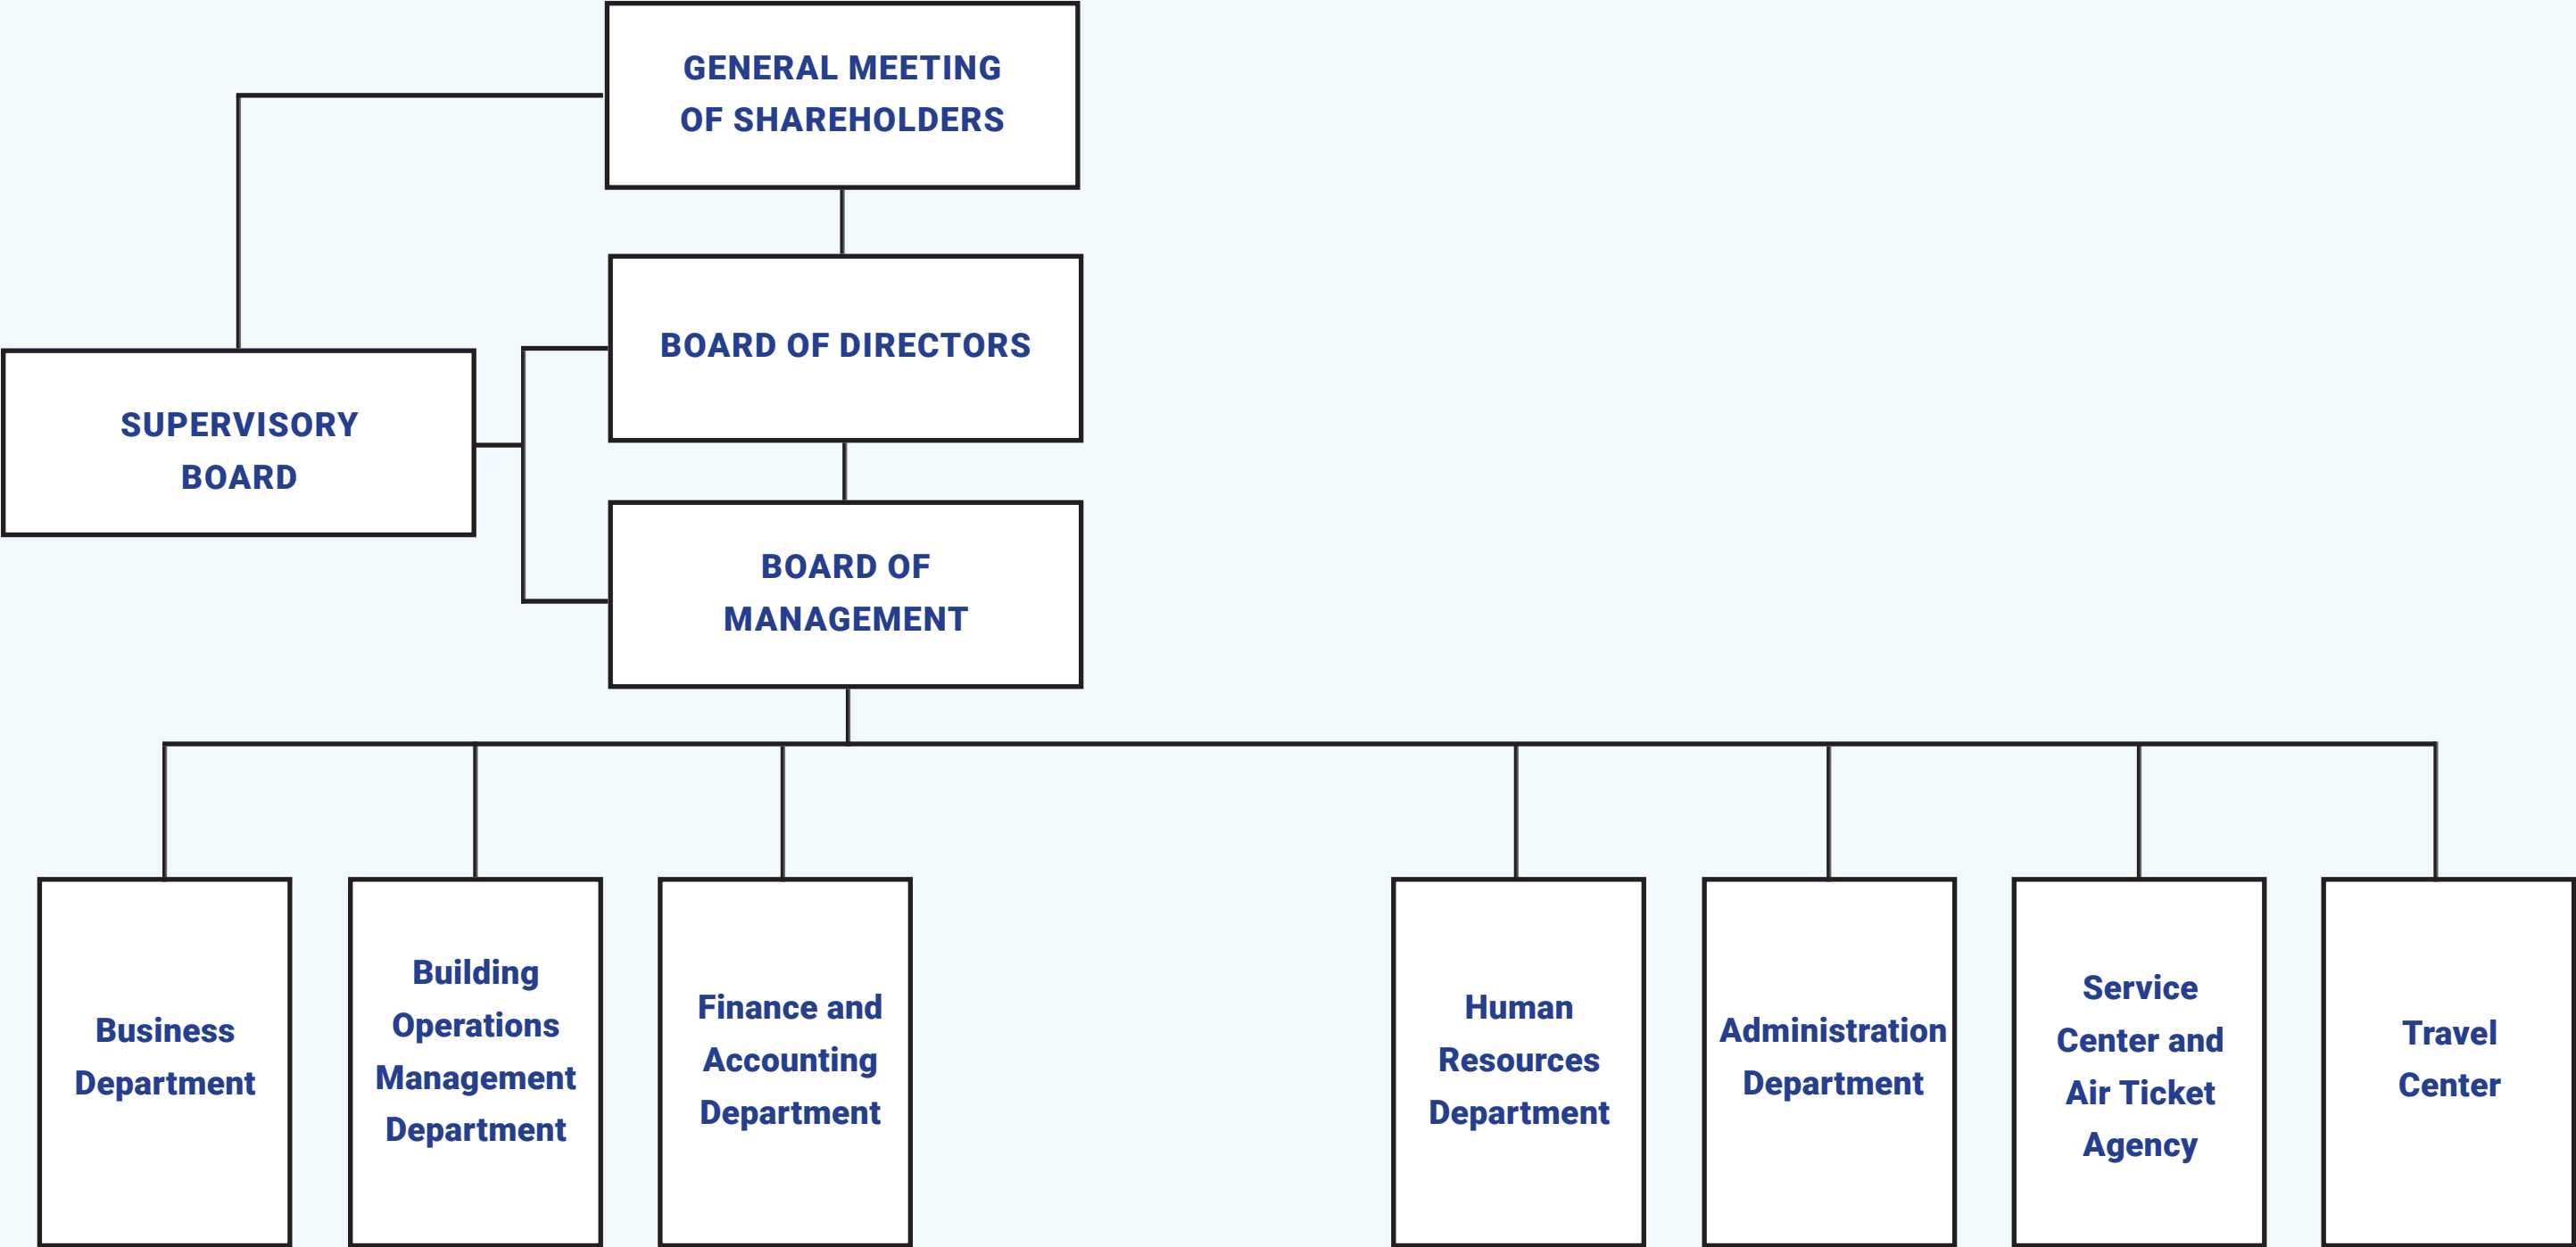 GENERAL MEETING
OF SHAREHOLDERS
BOARD OF DIRECTORS
SUPERVISORY
BOARD
BOARD OF
MANAGEMENT
Business
Department
Building
Operations
Management
Department
Finance and
Accounting
Department
Human
Resources
Department
Administration
Department
Service
Center and
Air Ticket
Agency
Travel
Center